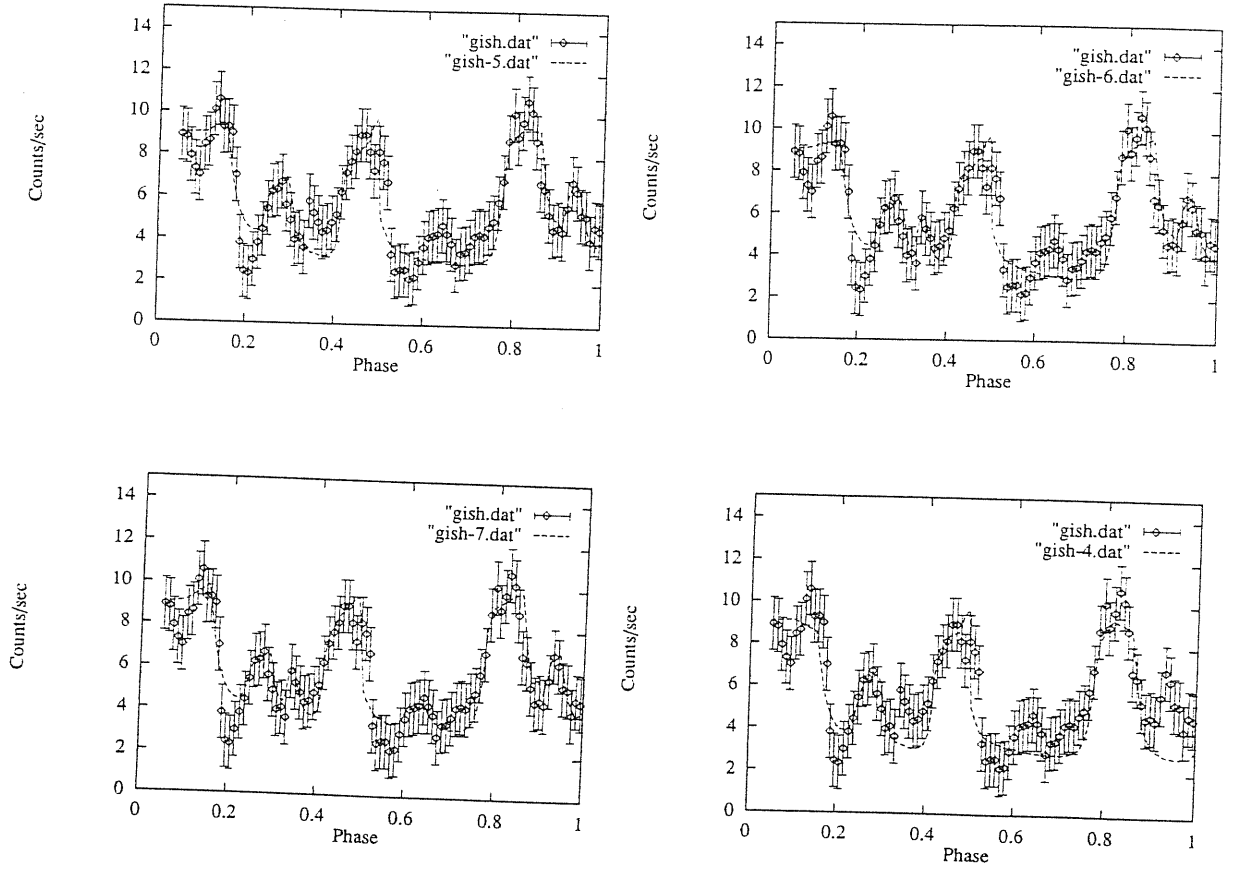 14
12
10
8
6
4
2
0
Counts/sec
"gish.dat"
"gish-5.dat"
0 0.2 0.4 0.6 0.8 1
Phase
14
12
10
8
6
4
2
0
Counts/sec
"gish.dat"
"gish-6.dat"
0 0.2 0.4 0.6 0.8 1
Phase
14
12
10
8
6
4
2
0
Counts/sec
"gish.dat"
"gish-7.dat"
0 0.2 0.4 0.6 0.8 1
Phase
14
12
10
8
6
4
2
0
Counts/sec
"gish.dat"
"gish-4.dat"
0 0.2 0.4 0.6 0.8 1
Phase